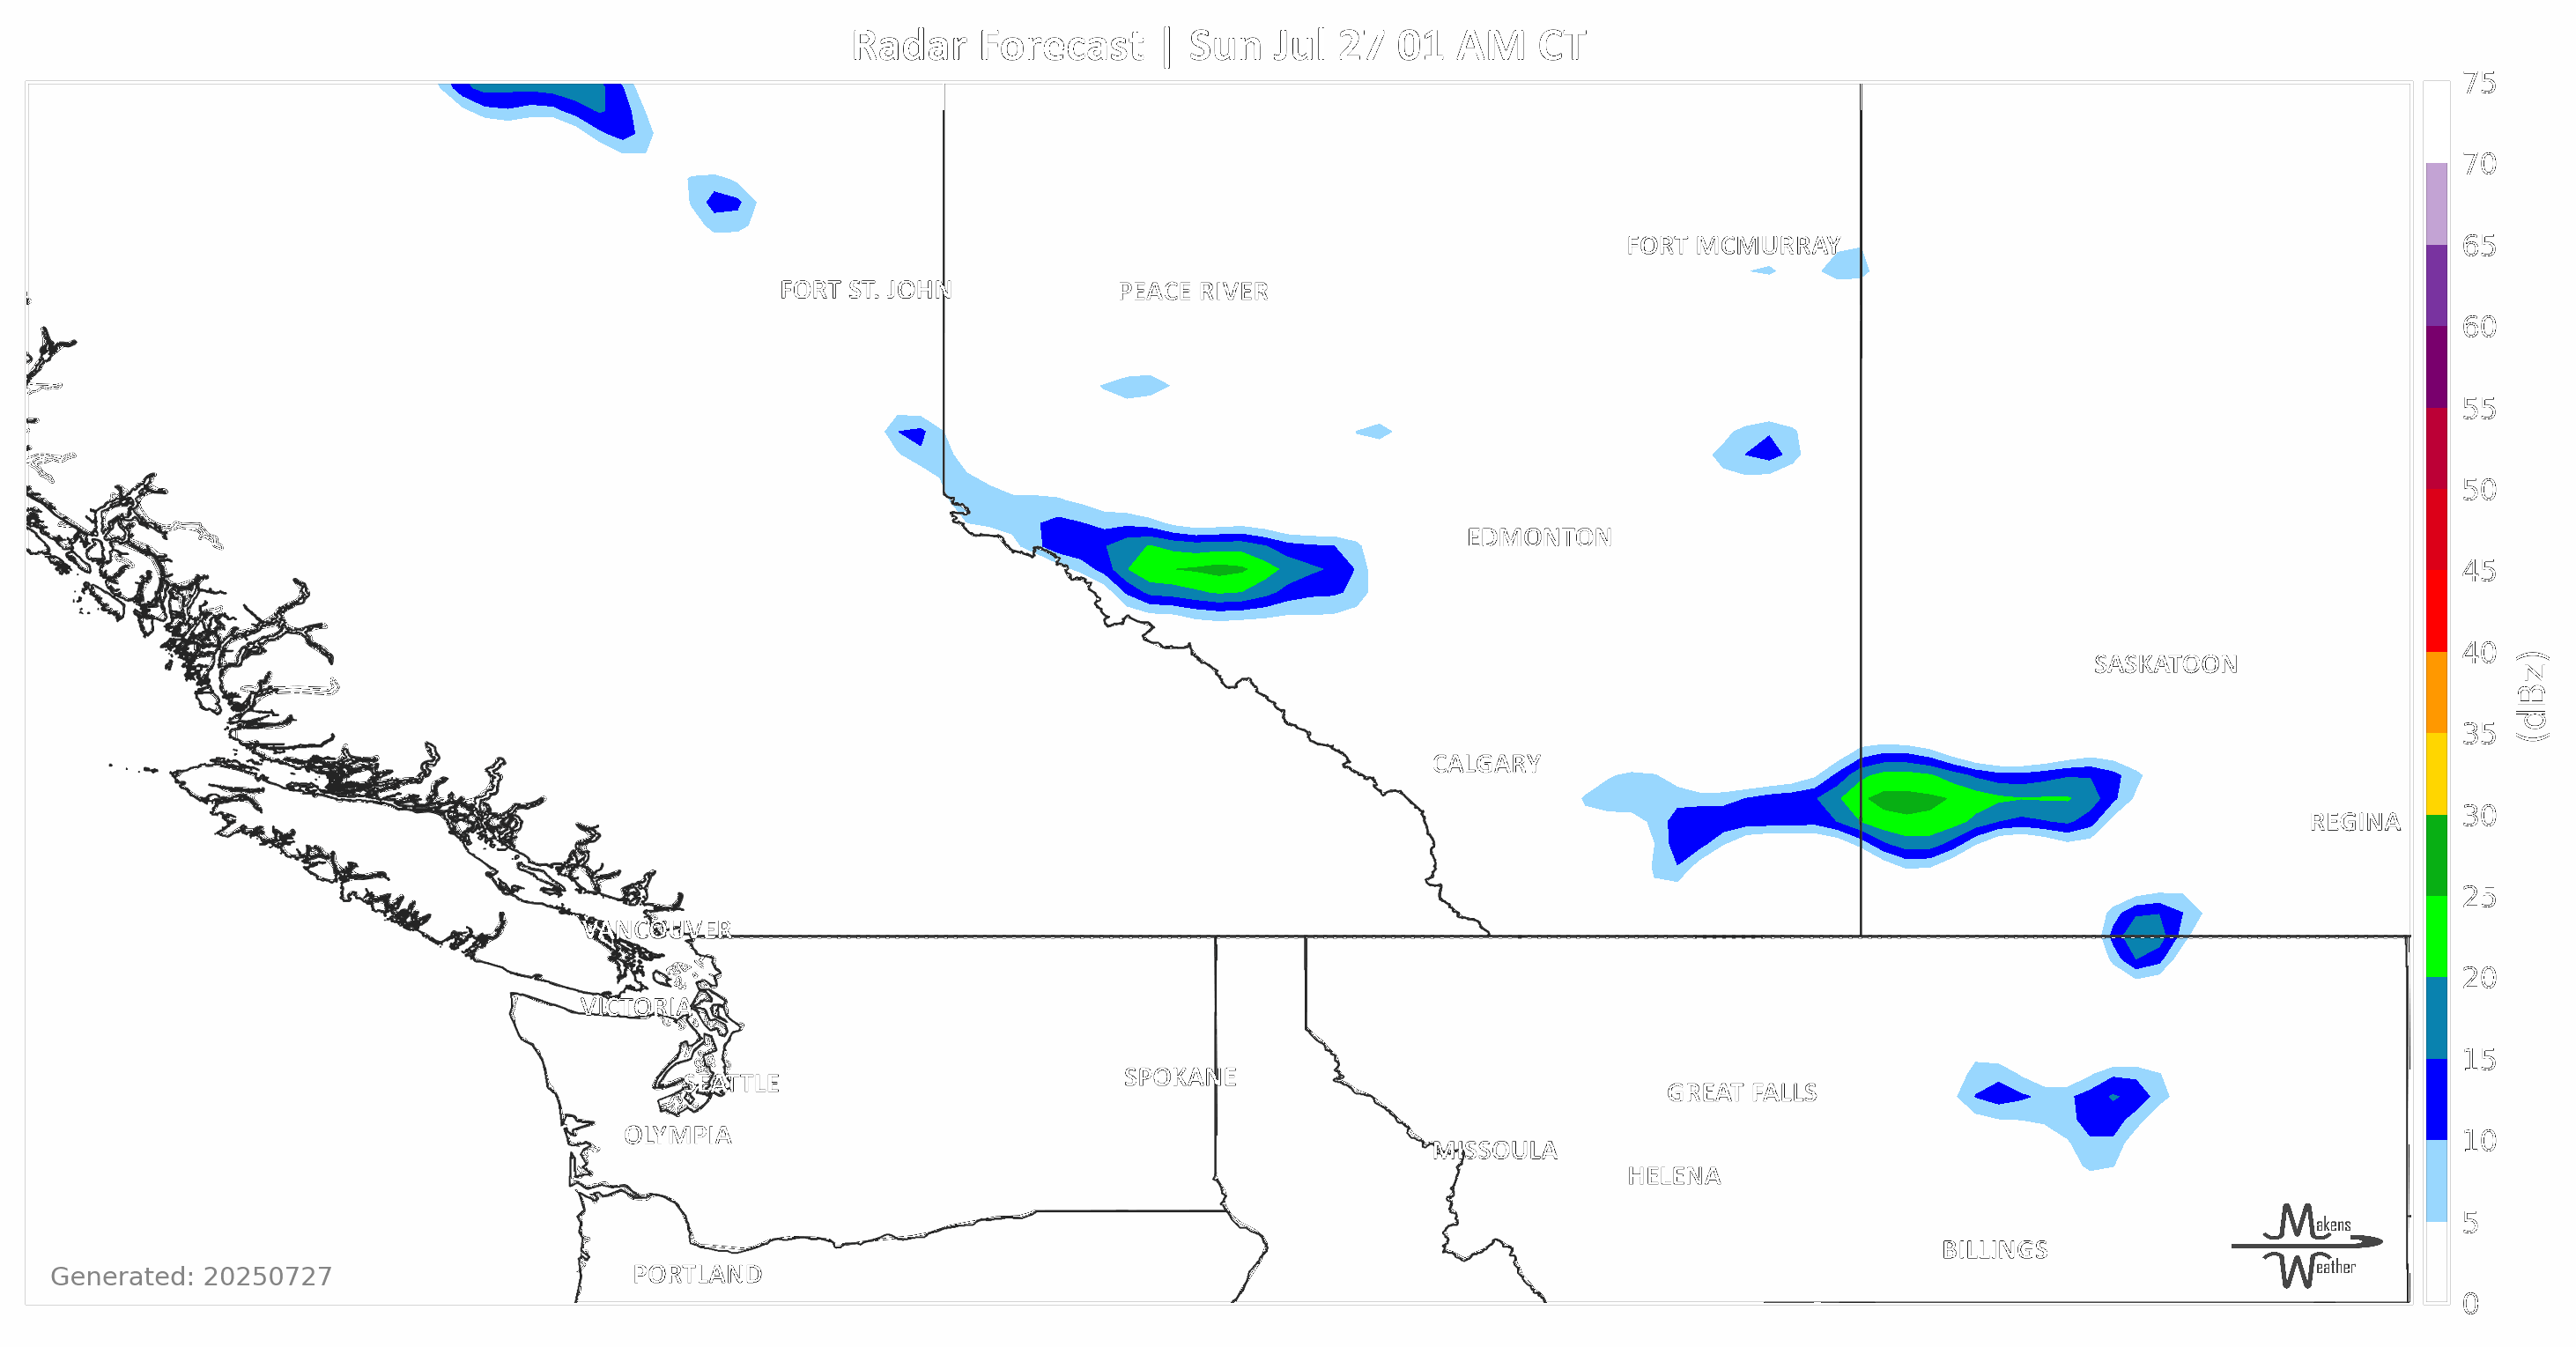 Radar Forecast | Sun Jul 27 01 AM CT
75
70
65
60
55
50
45
40
35
30
25
20
15
10
5
0
(dBz)
FORT MCMURRAY
FORT ST. JOHN
PEACE RIVER
EDMONTON
SASKATOON
CALGARY
REGINA
VANCOUVER
VICTORIA
SEATTLE
SPOKANE
GREAT FALLS
OLYMPIA
MISSOULA
HELENA
BILLINGS
PORTLAND
Generated: 20250727
Makens
Weather